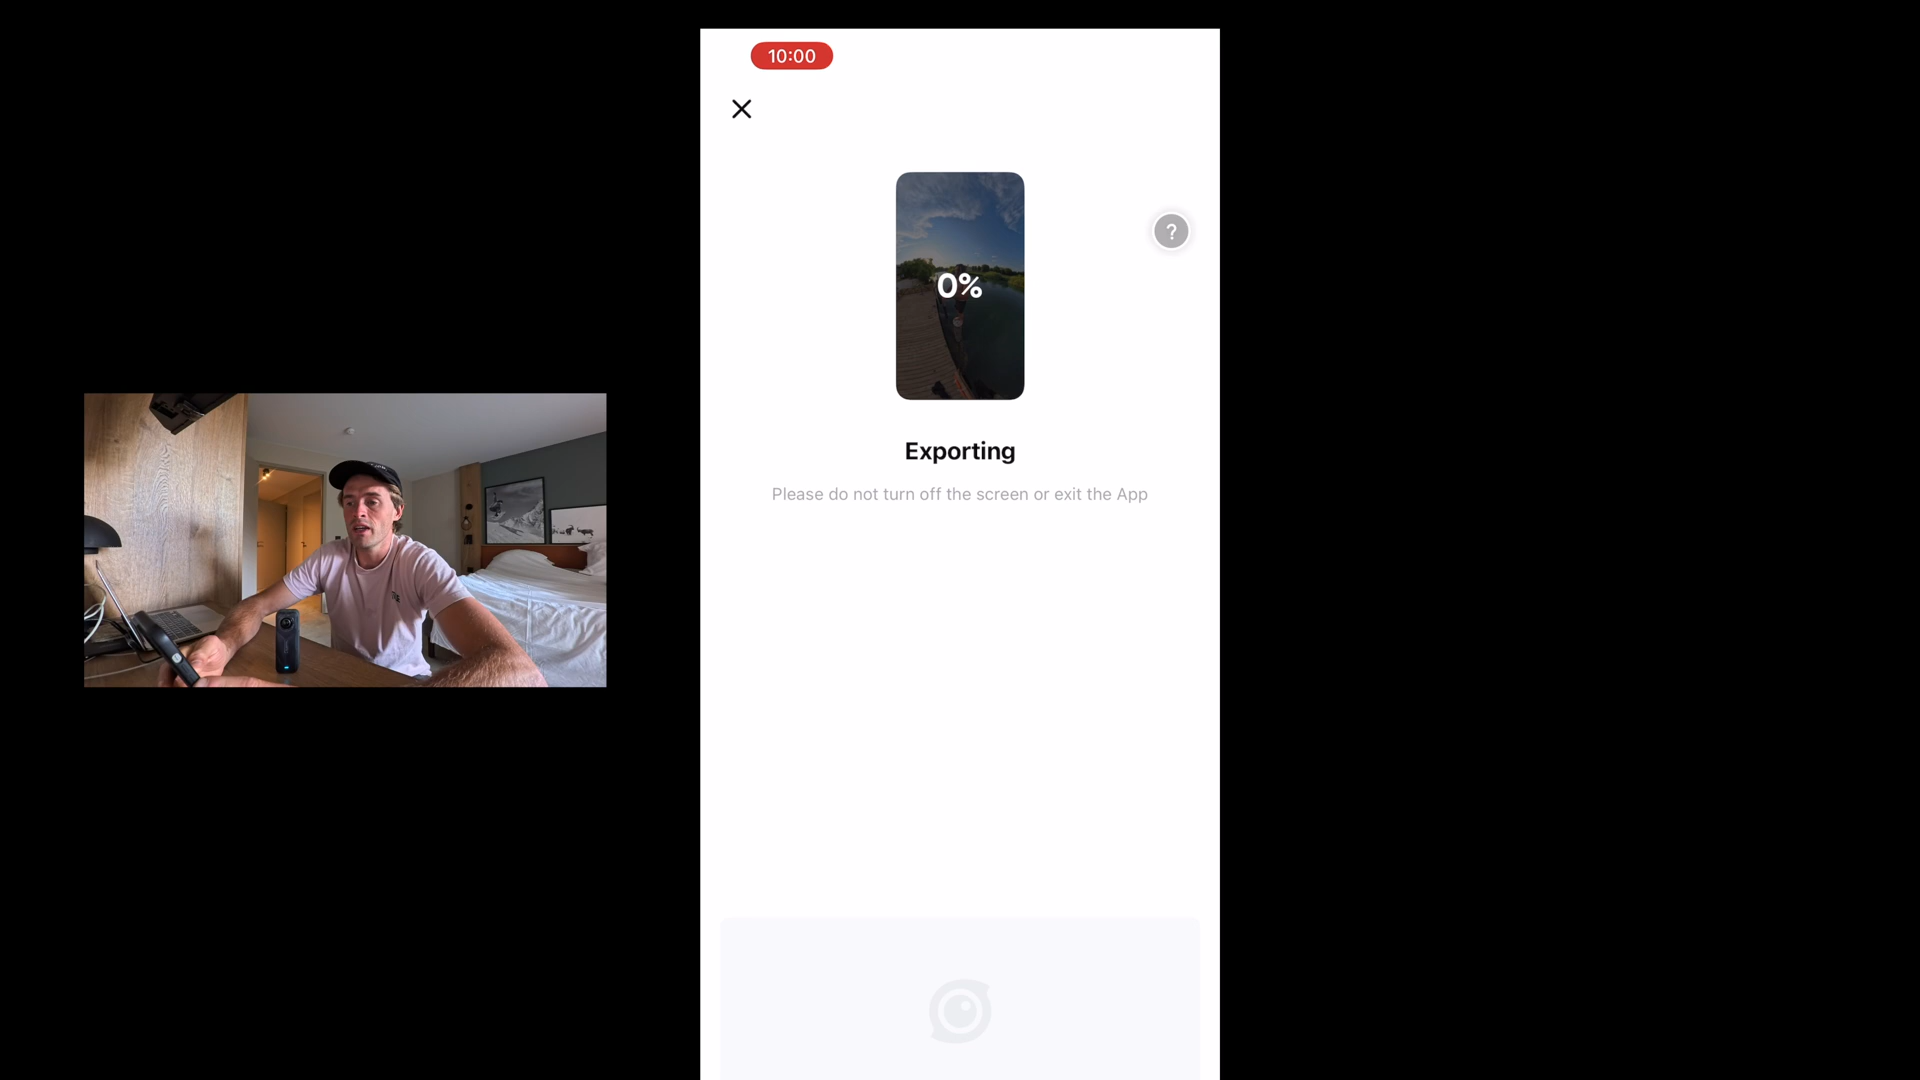 10:00
?
0%
Exporting
Please do not turn off the screen or exit the App